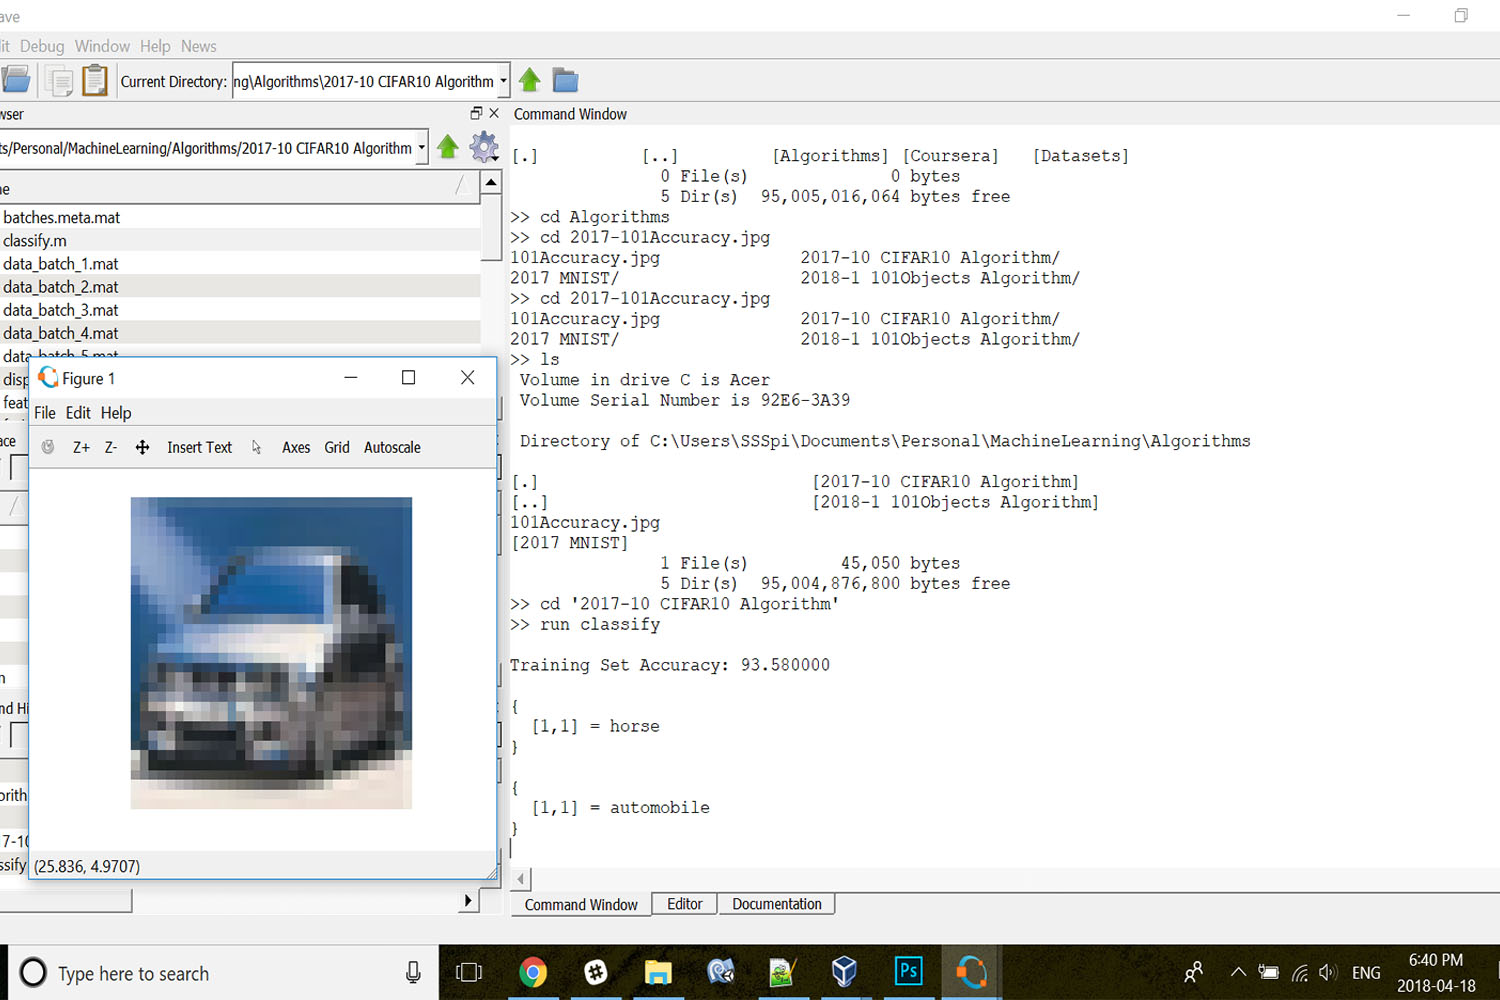 ave
it Debug Window Help News
Current Directory: ng\Algorithms\2017-10 CIFAR10 Algorithm
wser
Command Window
ts/Personal/MachineLearning/Algorithms/2017-10 CIFAR10 Algorithm
ne
batches.meta.mat
classify.m
data_batch_1.mat
data_batch_2.mat
data_batch_3.mat
data_batch_4.mat
data_batch_5.mat
disp
feat
ace
m
nd Hi
orith
17-10
ssify
Figure 1
File Edit Help
Z+ Z- Insert Text Axes Grid Autoscale
(25.836, 4.9707)
[.] [..] [Algorithms] [Coursera] [Datasets]
0 File(s) 0 bytes
5 Dir(s) 95,005,016,064 bytes free
>> cd Algorithms
>> cd 2017-101Accuracy.jpg
101Accuracy.jpg 2017-10 CIFAR10 Algorithm/
2017 MNIST/ 2018-1 101Objects Algorithm/
>> cd 2017-101Accuracy.jpg
101Accuracy.jpg 2017-10 CIFAR10 Algorithm/
2017 MNIST/ 2018-1 101Objects Algorithm/
>> ls
Volume in drive C is Acer
Volume Serial Number is 92E6-3A39
Directory of C:\Users\SSSpi\Documents\Personal\MachineLearning\Algorithms
[.] [2017-10 CIFAR10 Algorithm]
[..] [2018-1 101Objects Algorithm]
101Accuracy.jpg
[2017 MNIST]
1 File(s) 45,050 bytes
5 Dir(s) 95,004,876,800 bytes free
>> cd '2017-10 CIFAR10 Algorithm'
>> run classify
Training Set Accuracy: 93.580000
{
[1,1] = horse
}
{
[1,1] = automobile
}
Command Window Editor Documentation
Type here to search
Ps
ENG
6:40 PM
2018-04-18